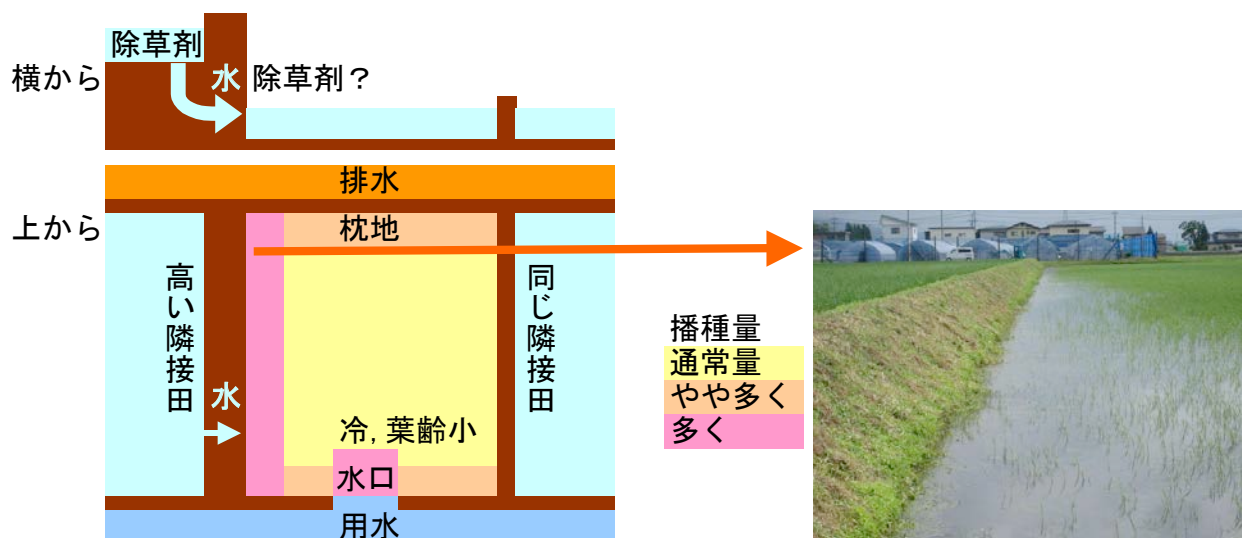 除草剤
横から
水
除草剤？
排水
上から
枕地
高い隣接田
同じ隣接田
水
冷,葉齢小
水口
用水
播種量
通常量
やや多く
多く